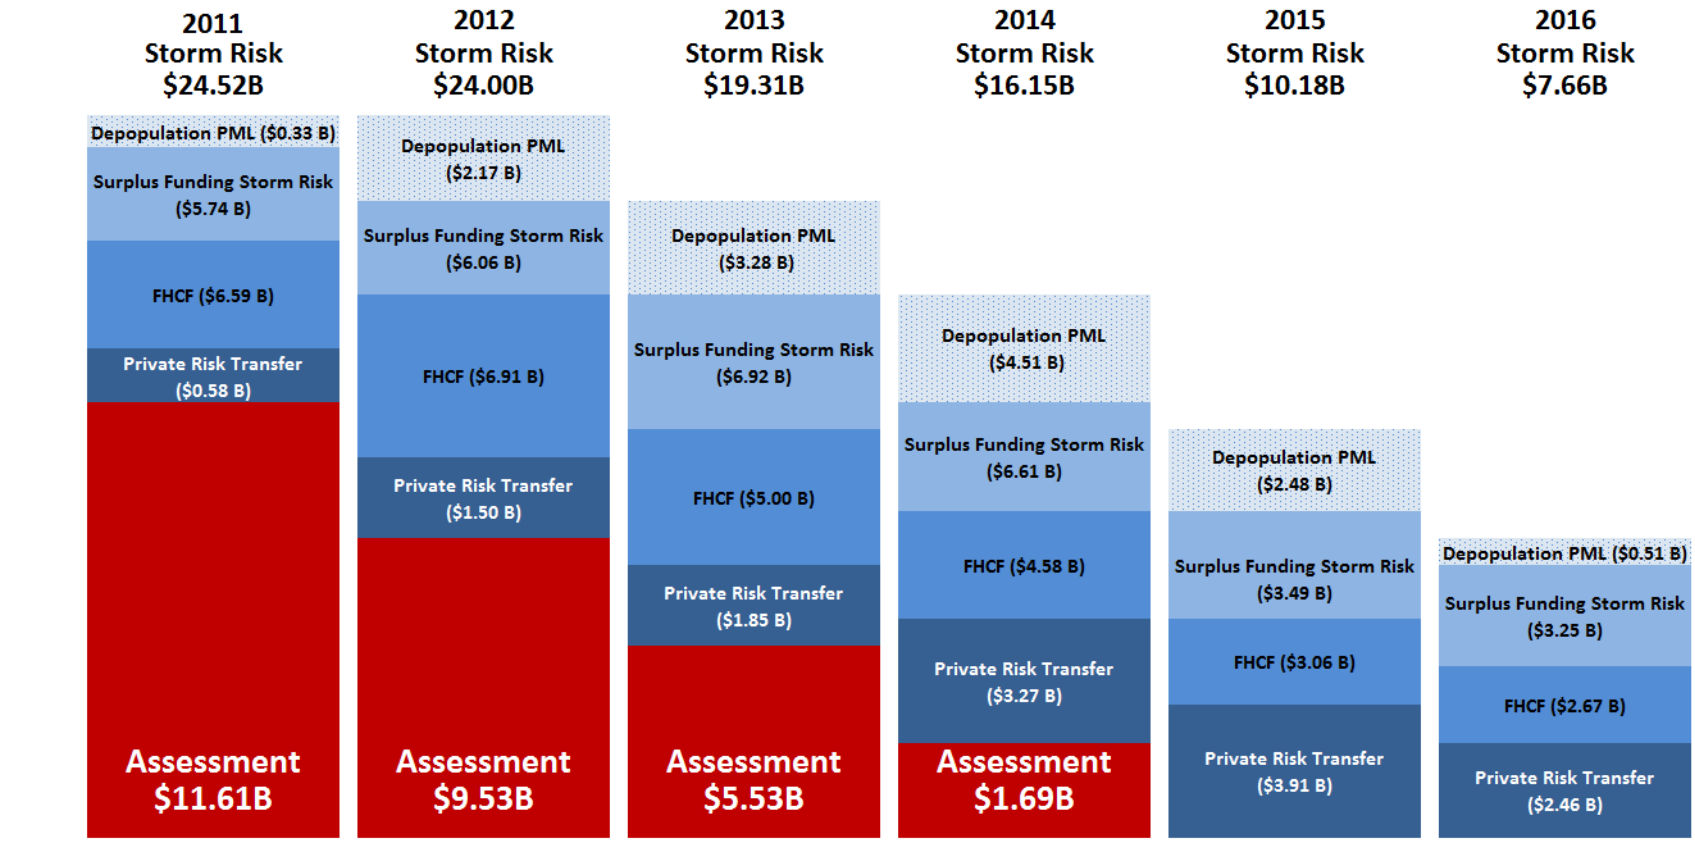 2011
Storm Risk
$24.52B
Depopulation PML ($0.33 B)
Surplus Funding Storm Risk
($5.74 B)
FHCF ($6.59 B)
Private Risk Transfer
($0.58 B)
Assessment
$11.61B
2012
Storm Risk
$24.00B
Depopulation PML
($2.17 B)
Surplus Funding Storm Risk
($6.06 B)
FHCF ($6.91 B)
Private Risk Transfer
($1.50 B)
Assessment
$9.53B
2013
Storm Risk
$19.31B
Depopulation PML
($3.28 B)
Surplus Funding Storm Risk
($6.92 B)
FHCF ($5.00 B)
Private Risk Transfer
($1.85 B)
Assessment
$5.53B
2014
Storm Risk
$16.15B
Depopulation PML
($4.51 B)
Surplus Funding Storm Risk
($6.61 B)
FHCF ($4.58 B)
Private Risk Transfer
($3.27 B)
Assessment
$1.69B
2015
Storm Risk
$10.18B
Depopulation PML
($2.48 B)
Surplus Funding Storm Risk
($3.49 B)
FHCF ($3.06 B)
Private Risk Transfer
($3.91 B)
2016
Storm Risk
$7.66B
Depopulation PML ($0.51 B)
Surplus Funding Storm Risk
($3.25 B)
FHCF ($2.67 B)
Private Risk Transfer
($2.46 B)